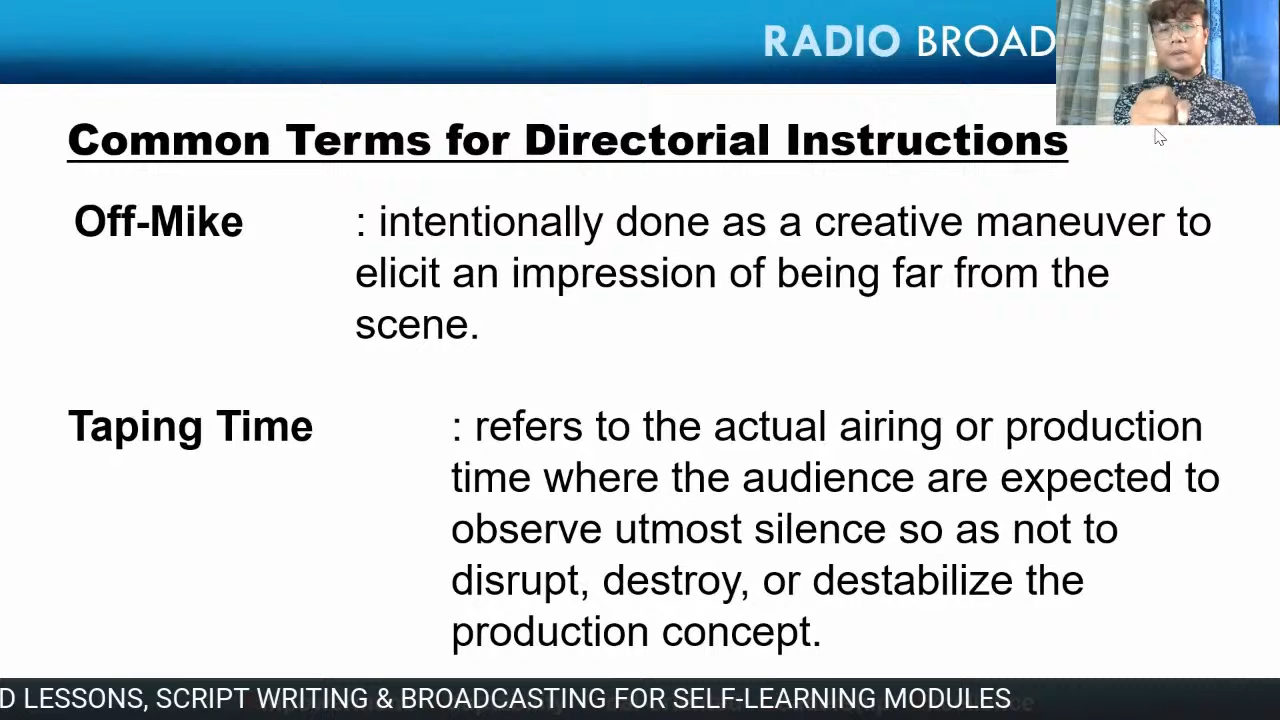 RADIO BROAD
Common Terms for Directorial Instructions
Off-Mike : intentionally done as a creative maneuver to
elicit an impression of being far from the
scene.
Taping Time : refers to the actual airing or production
time where the audience are expected to
observe utmost silence so as not to
disrupt, destroy, or destabilize the
production concept.
D LESSONS, SCRIPT WRITING & BROADCASTING FOR SELF-LEARNING MODULES